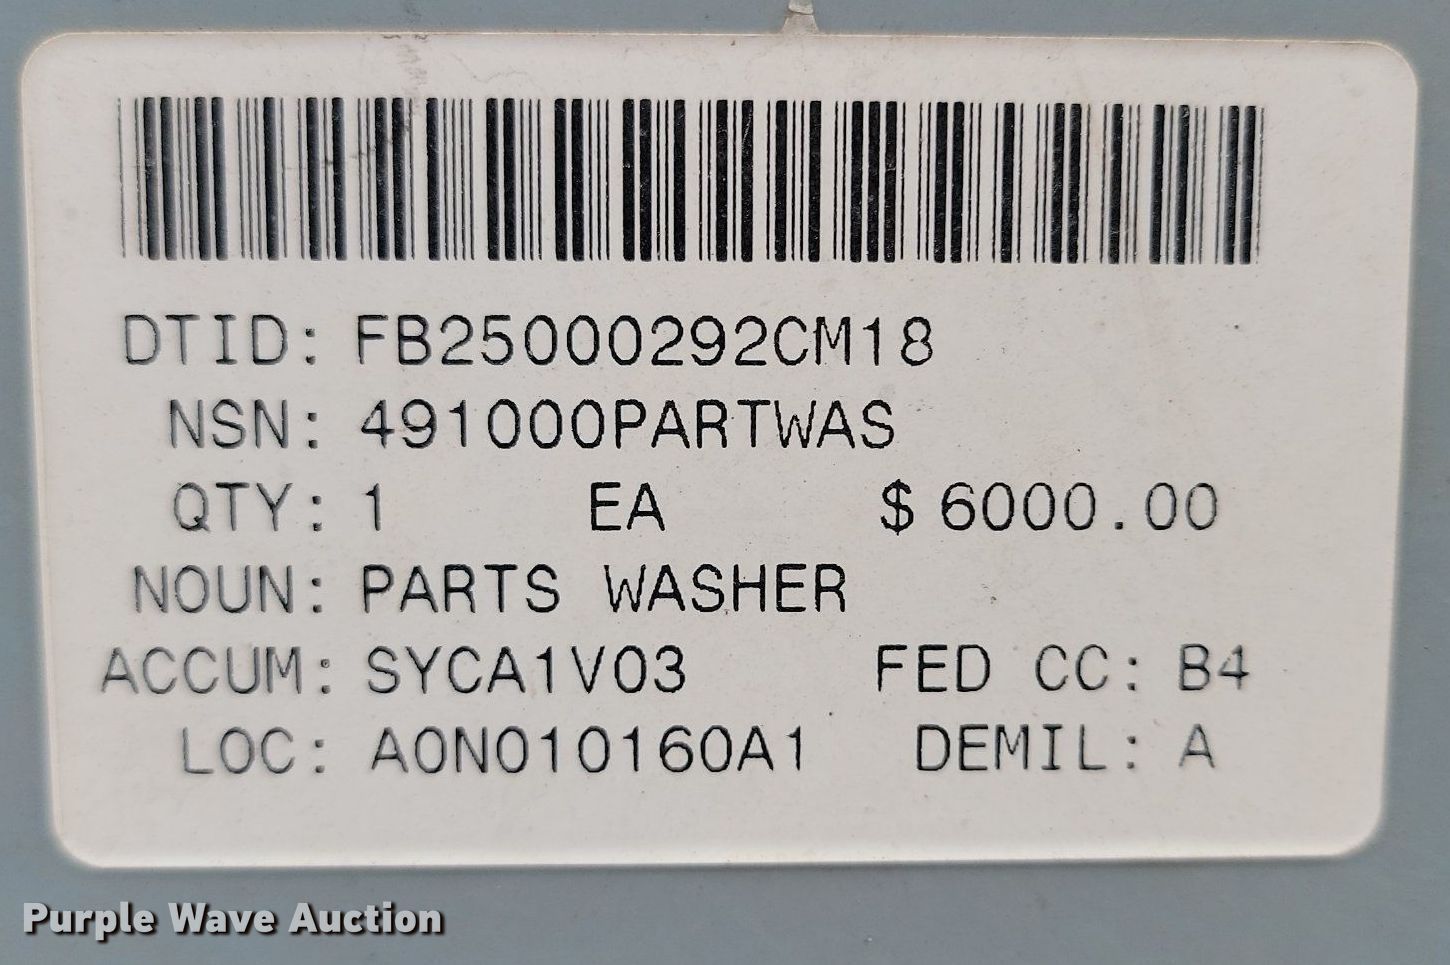 DTID: FB25000292CM18
NSN: 491000PARTWAS
QTY: 1 EA $ 6000.00
NOUN: PARTS WASHER
ACCUM: SYCA1V03 FED CC: B4
LOC: A0N010160A1 DEMIL: A
Purple Wave Auction